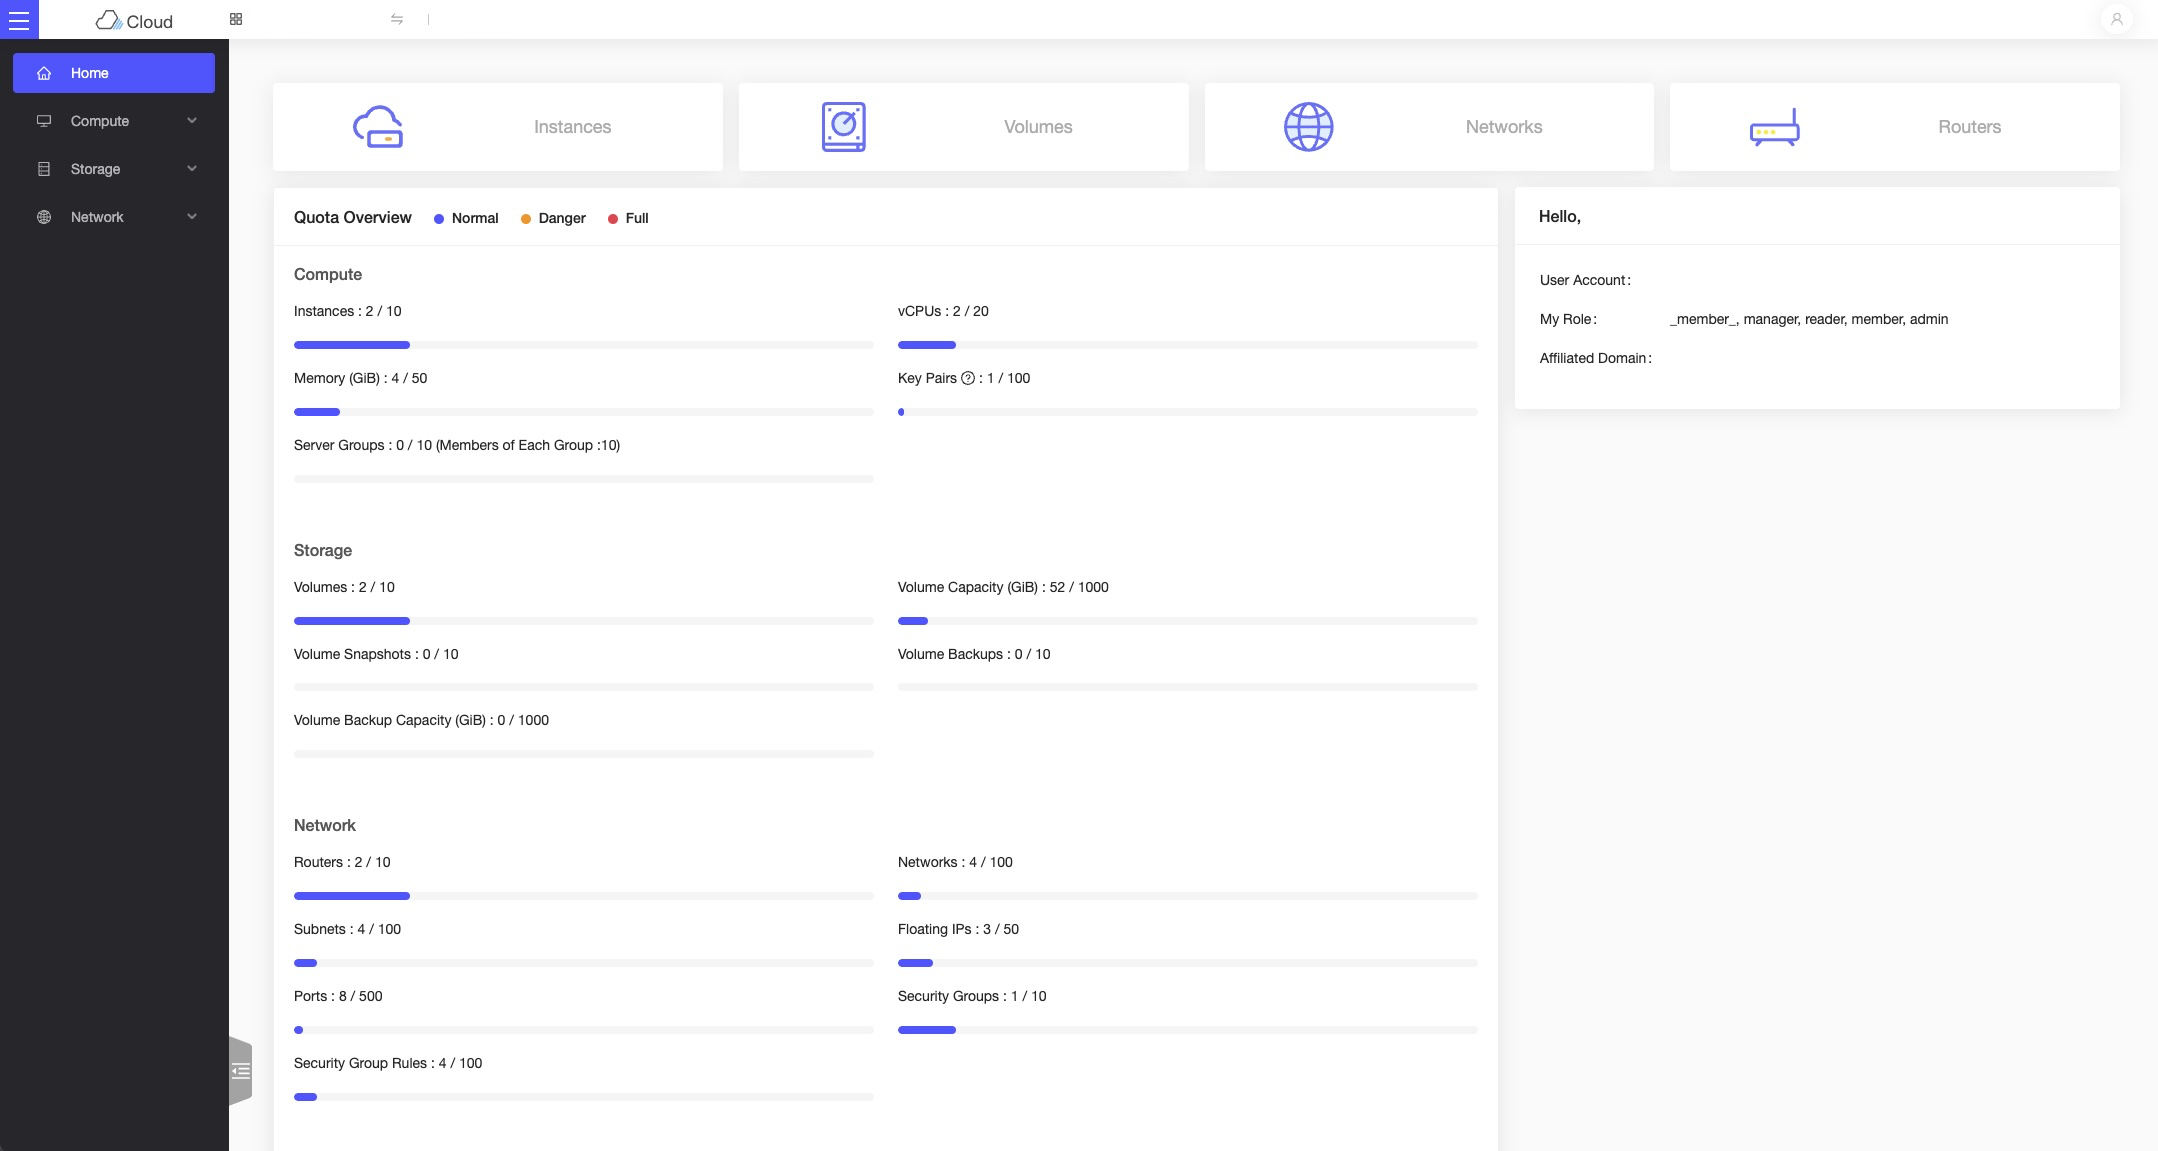 Cloud
Home
Compute
Storage
Network
Instances
Volumes
Networks
Routers
Quota Overview Normal Danger Full
Compute
Instances : 2 / 10
vCPUs : 2 / 20
Memory (GiB) : 4 / 50
Key Pairs : 1 / 100
Server Groups : 0 / 10 (Members of Each Group :10)
Storage
Volumes : 2 / 10
Volume Capacity (GiB) : 52 / 1000
Volume Snapshots : 0 / 10
Volume Backups : 0 / 10
Volume Backup Capacity (GiB) : 0 / 1000
Network
Routers : 2 / 10
Networks : 4 / 100
Subnets : 4 / 100
Floating IPs : 3 / 50
Ports : 8 / 500
Security Groups : 1 / 10
Security Group Rules : 4 / 100
Hello,
User Account:
My Role: _member_, manager, reader, member, admin
Affiliated Domain: